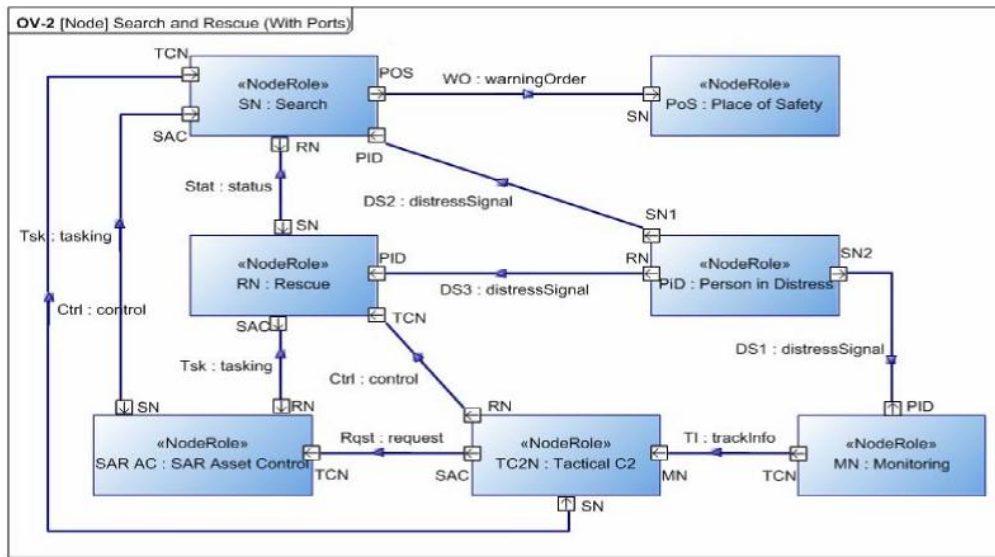 OV-2 [Node] Search and Rescue (With Ports)
TCN
«NodeRole»
SN : Search
POS
WO : warningOrder
«NodeRole»
PoS : Place of Safety
SN
SAC
RN
PID
Stat : status
DS2 : distressSignal
SN1
Tsk : tasking
SN
«NodeRole»
RN : Rescue
PID
RN
«NodeRole»
PiD : Person in Distress
SN2
DS3 : distressSignal
Ctrl : control
SAC
TCN
DS1 : distressSignal
Tsk : tasking
Ctrl : control
SN
RN
RN
PID
«NodeRole»
SAR AC : SAR Asset Control
Rqst : request
TCN
«NodeRole»
TC2N : Tactical C2
SAC
TI : trackInfo
MN
«NodeRole»
MN : Monitoring
TCN
SN